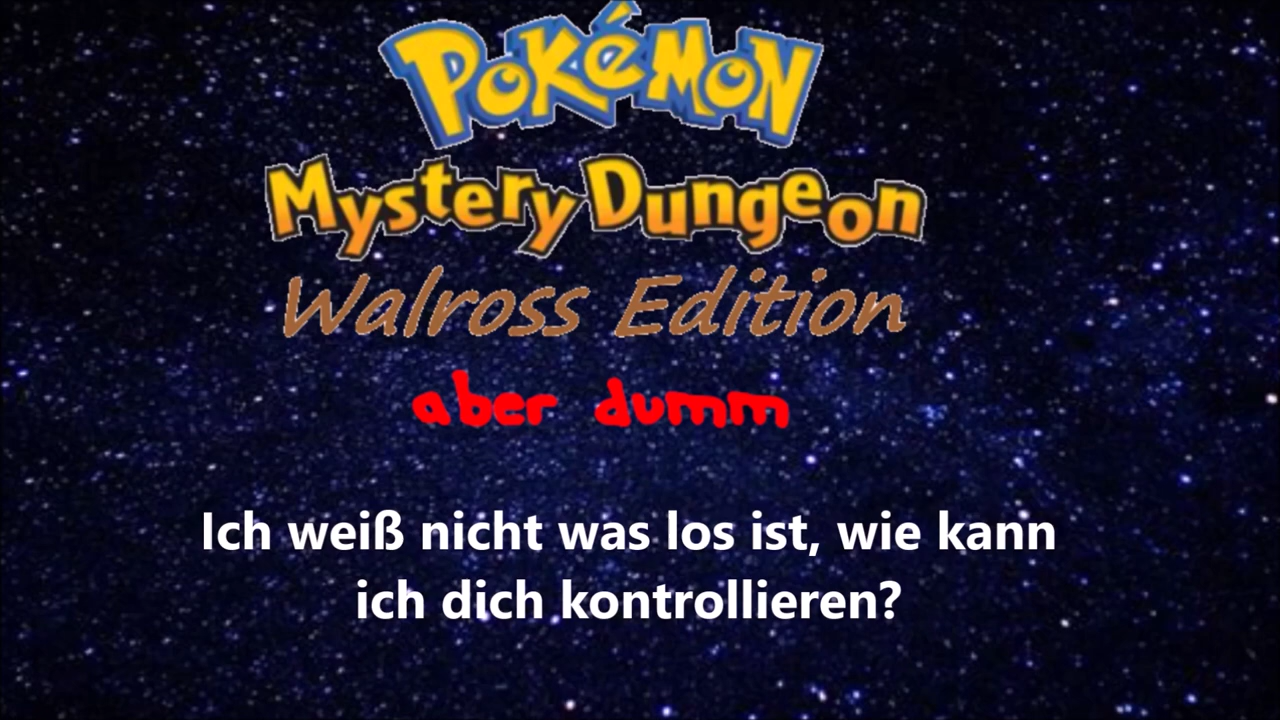 Pokémon
Mystery Dungeon
Walross Edition
aber dumm
Ich weiß nicht was los ist, wie kann
ich dich kontrollieren?